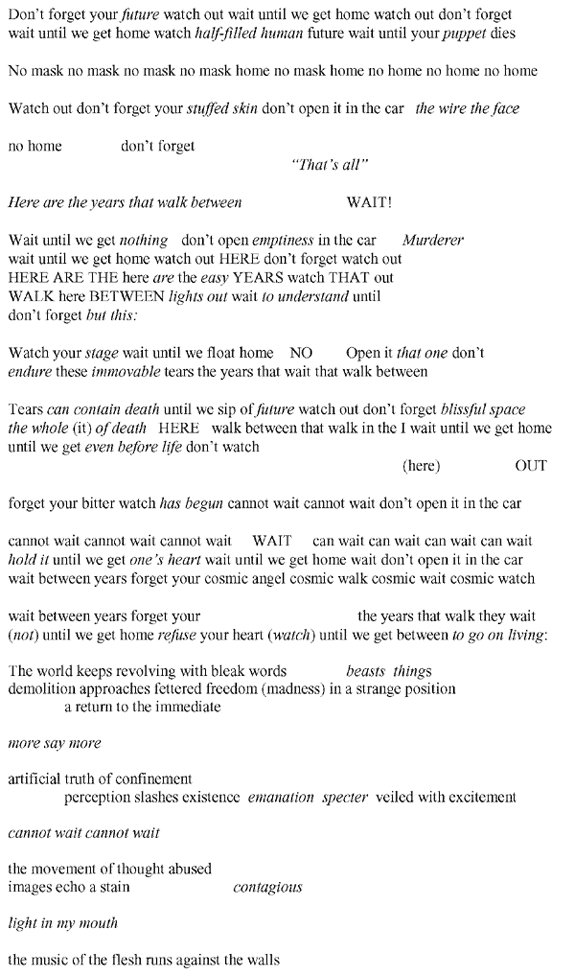 Don't forget your future watch out wait until we get home watch out don't forget
wait until we get home watch half-filled human future wait until your puppet dies
No mask no mask no mask no mask home no mask home no home no home no home
Watch out don't forget your stuffed skin don't open it in the car the wire the face
no home don't forget
“That's all”
Here are the years that walk between WAIT!
Wait until we get nothing don't open emptiness in the car Murderer
wait until we get home watch out HERE don't forget watch out
HERE ARE THE here are the easy YEARS watch THAT out
WALK here BETWEEN lights out wait to understand until
don't forget but this:
Watch your stage wait until we float home NO Open it that one don't
endure these immovable tears the years that wait that walk between
Tears can contain death until we sip of future watch out don't forget blissful space
the whole (it) of death HERE walk between that walk in the I wait until we get home
until we get even before life don't watch
(here) OUT
forget your bitter watch has begun cannot wait cannot wait don't open it in the car
cannot wait cannot wait cannot wait WAIT can wait can wait can wait can wait
hold it until we get one's heart wait until we get home wait don't open it in the car
wait between years forget your cosmic angel cosmic walk cosmic wait cosmic watch
wait between years forget your the years that walk they wait
(not) until we get home refuse your heart (watch) until we get between to go on living:
The world keeps revolving with bleak words beasts things
demolition approaches fettered freedom (madness) in a strange position
a return to the immediate
more say more
artificial truth of confinement
perception slashes existence emanation specter veiled with excitement
cannot wait cannot wait
the movement of thought abused
images echo a stain contagious
light in my mouth
the music of the flesh runs against the walls